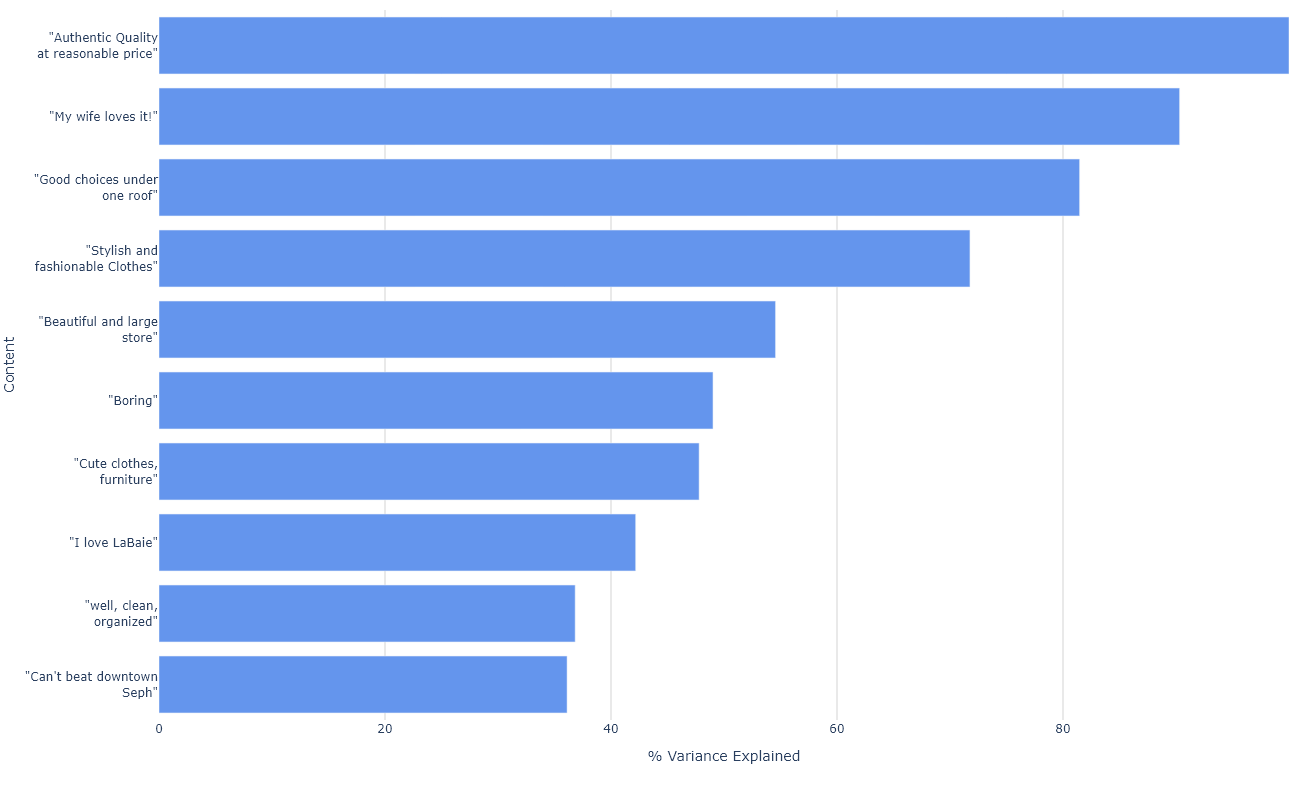 "Authentic Quality
at reasonable price"
"My wife loves it!"
"Good choices under
one roof"
"Stylish and
fashionable Clothes"
"Beautiful and large
store"
"Boring"
"Cute clothes,
furniture"
"I love LaBaie"
"well, clean,
organized"
"Can't beat downtown
Seph"
Content
0 20 40 60 80
% Variance Explained